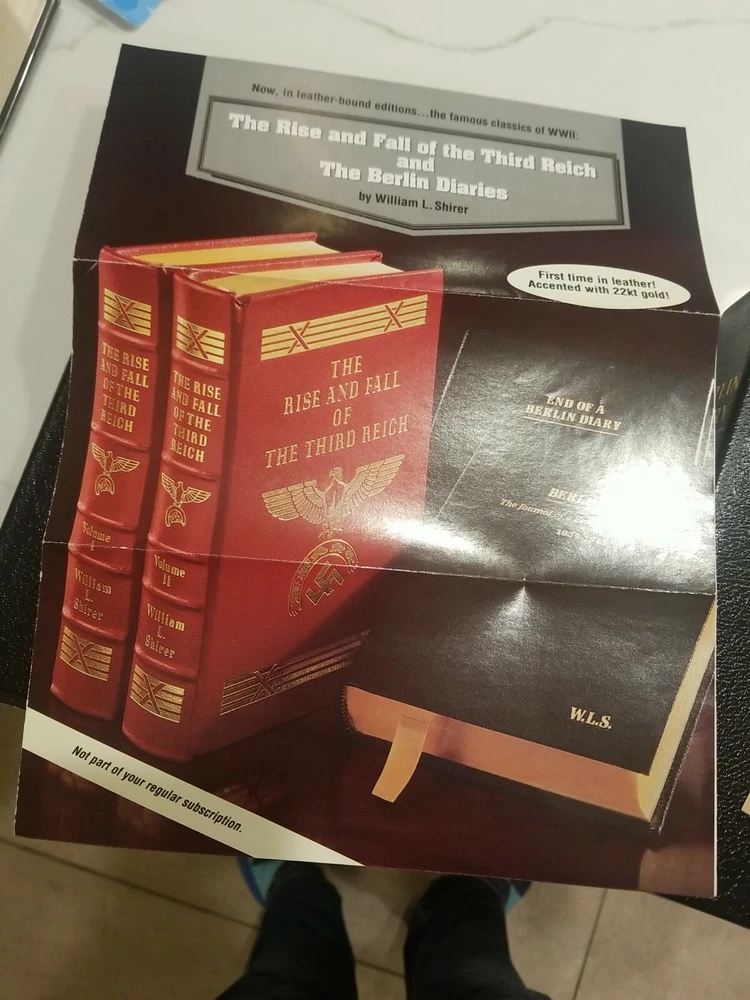 Now, in leather-bound editions...the famous classics of WWII:
The Rise and Fall of the Third Reich
and
The Berlin Diaries
by William L. Shirer
First time in leather!
Accented with 22kt gold!
THE RISE
AND FALL
OF THE
THIRD
REICH
Volume
I
William
L.
Shirer
THE RISE
AND FALL
OF THE
THIRD
REICH
Volume
II
William
L.
Shirer
THE
RISE AND FALL
OF
THE THIRD REICH
END OF A
BERLIN DIARY
The Journal of
W.L.S.
Not part of your regular subscription.